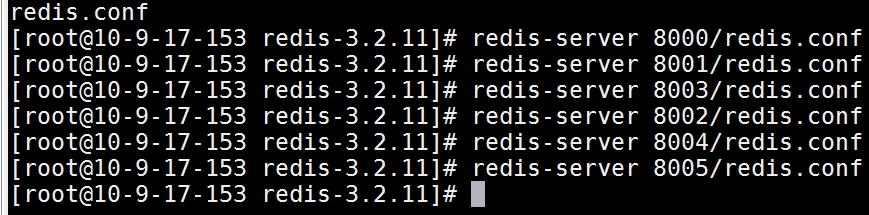 redis.conf
[root@10-9-17-153 redis-3.2.11]# redis-server 8000/redis.conf
[root@10-9-17-153 redis-3.2.11]# redis-server 8001/redis.conf
[root@10-9-17-153 redis-3.2.11]# redis-server 8003/redis.conf
[root@10-9-17-153 redis-3.2.11]# redis-server 8002/redis.conf
[root@10-9-17-153 redis-3.2.11]# redis-server 8004/redis.conf
[root@10-9-17-153 redis-3.2.11]# redis-server 8005/redis.conf
[root@10-9-17-153 redis-3.2.11]#